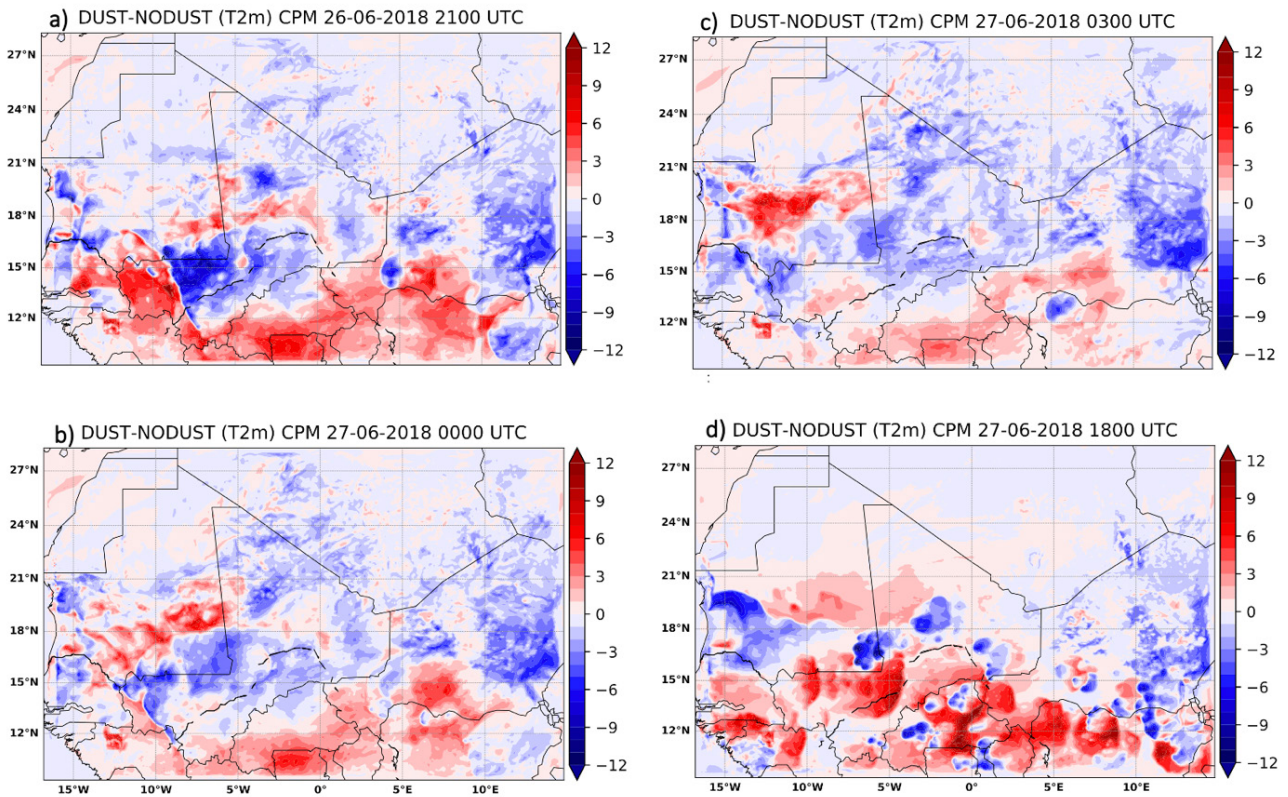 a) DUST-NODUST (T2m) CPM 26-06-2018 2100 UTC
27°N
24°N
21°N
18°N
15°N
12°N
12
9
6
3
0
−3
−6
−9
−12
c) DUST-NODUST (T2m) CPM 27-06-2018 0300 UTC
27°N
24°N
21°N
18°N
15°N
12°N
12
9
6
3
0
−3
−6
−9
−12
:
b) DUST-NODUST (T2m) CPM 27-06-2018 0000 UTC
27°N
24°N
21°N
18°N
15°N
12°N
15°W 10°W 5°W 0°E 5°E 10°E
12
9
6
3
0
−3
−6
−9
−12
d) DUST-NODUST (T2m) CPM 27-06-2018 1800 UTC
27°N
24°N
21°N
18°N
15°N
12°N
15°W 10°W 5°W 0°E 5°E 10°E
12
9
6
3
0
−3
−6
−9
−12